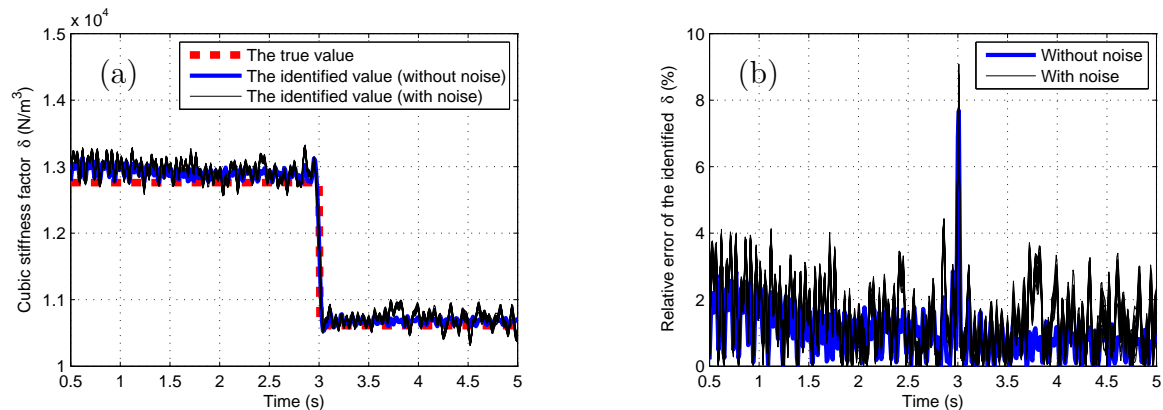 x 10⁴
1.5
1.4
1.3
1.2
1.1
1
0.5 1 1.5 2 2.5 3 3.5 4 4.5 5
Time (s)
Cubic stiffness factor δ (N/m³)
(a)
The true value
The identified value (without noise)
The identified value (with noise)
10
8
6
4
2
0
0.5 1 1.5 2 2.5 3 3.5 4 4.5 5
Time (s)
Relative error of the identified δ (%)
(b)
Without noise
With noise